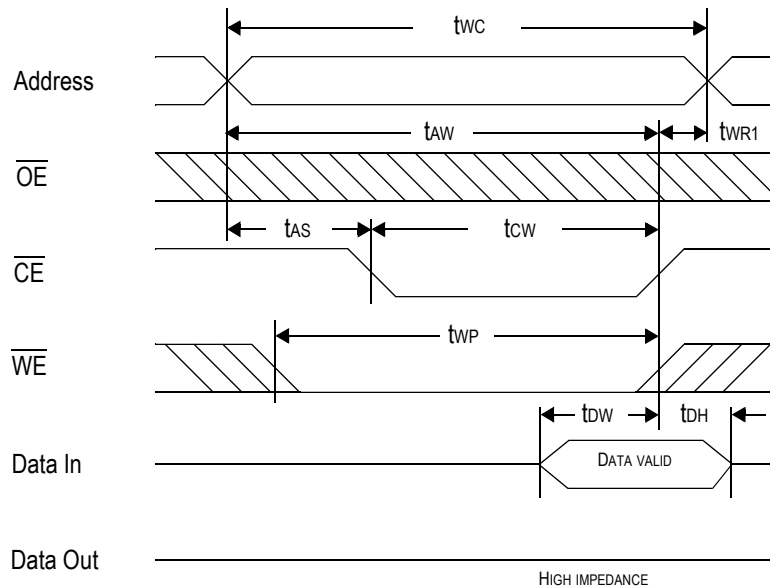 tWC
Address
tAW
tWR1
OE
tAS
tCW
CE
tWP
WE
tDW
tDH
Data In
DATA VALID
Data Out
HIGH IMPEDANCE